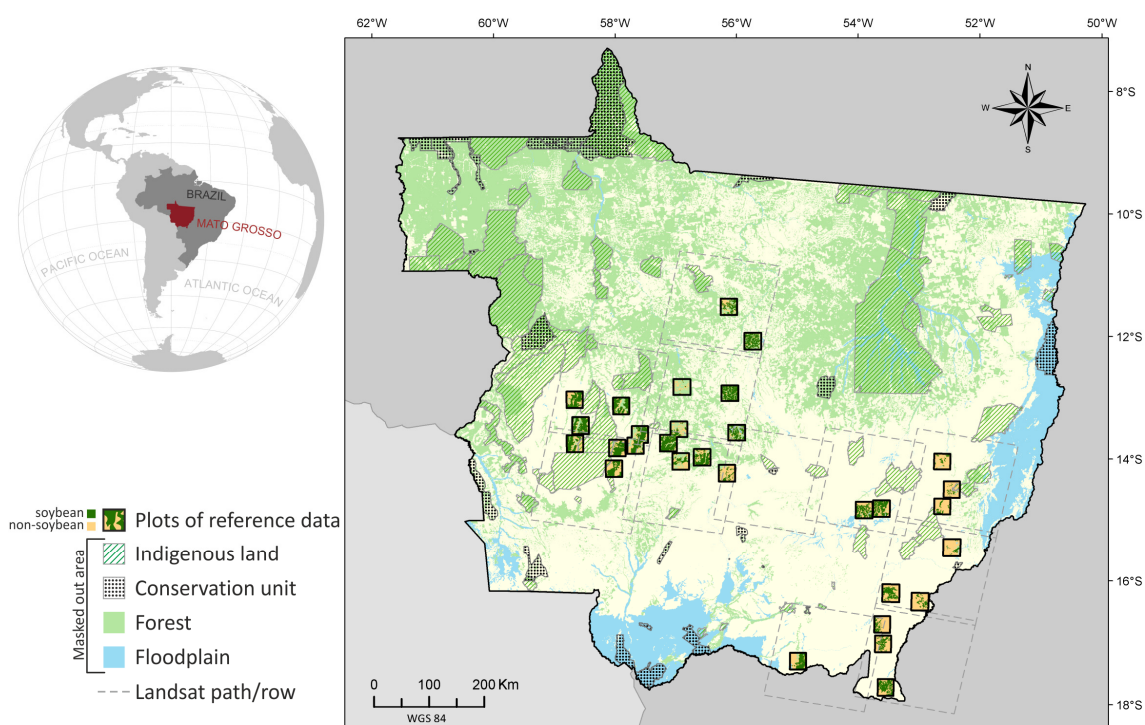 62°W 60°W 58°W 56°W 54°W 52°W 50°W
8°S
10°S
12°S
14°S
16°S
18°S
N
W E
S
BRAZIL
MATO GROSSO
PACIFIC OCEAN
ATLANTIC OCEAN
soybean
non-soybean
Plots of reference data
Masked out area
Indigenous land
Conservation unit
Forest
Floodplain
Landsat path/row
0 100 200 Km
WGS 84